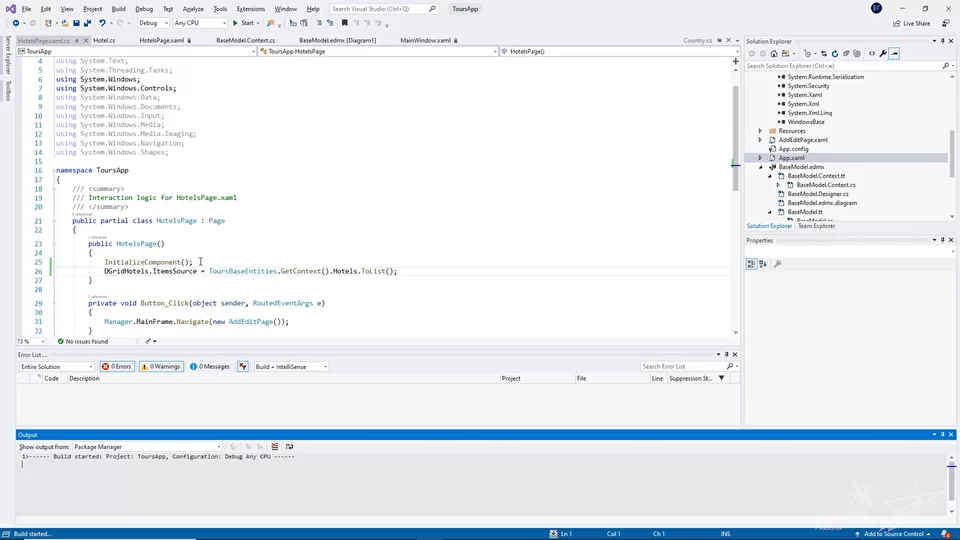 File Edit View Git Project Build Debug Test Analyze Tools Extensions Window Help Search Visual Studio (Ctrl+Q) ToursApp ET
Debug Any CPU Start Live Share
HotelsPage.xaml.cs Hotel.cs HotelsPage.xaml BaseModel.Context.cs BaseModel.edmx [Diagram1] MainWindow.xaml Country.cs
ToursApp ToursApp.HotelsPage HotelsPage()
Server Explorer
Toolbox
4 using System.Text;
5 using System.Threading.Tasks;
6 using System.Windows;
7 using System.Windows.Controls;
8 using System.Windows.Data;
9 using System.Windows.Documents;
10 using System.Windows.Input;
11 using System.Windows.Media;
12 using System.Windows.Media.Imaging;
13 using System.Windows.Navigation;
14 using System.Windows.Shapes;
15
16 namespace ToursApp
17 {
18 /// <summary>
19 /// Interaction logic for HotelsPage.xaml
20 /// </summary>
21 public partial class HotelsPage : Page
22 {
23 public HotelsPage()
24 {
25 InitializeComponent();
26 DGridHotels.ItemsSource = ToursBaseEntities.GetContext().Hotels.ToList();
27 }
28
29 private void Button_Click(object sender, RoutedEventArgs e)
30 {
31 Manager.MainFrame.Navigate(new AddEditPage());
32 }
73 % No issues found
Solution Explorer
Search Solution Explorer (Ctrl+ж)
System.Runtime.Serialization
System.Security
System.Xaml
System.Xml
System.Xml.Linq
WindowsBase
Resources
AddEditPage.xaml
App.config
App.xaml
BaseModel.edmx
BaseModel.Context.tt
BaseModel.Context.cs
BaseModel.Designer.cs
BaseModel.edmx.diagram
BaseModel.tt
Solution Explorer Team Explorer
Properties
Error List ...
Entire Solution 0 Errors 0 Warnings 0 Messages Build + IntelliSense Search Error List
Code Description Project File Line Suppression St...
Output
Show output from: Package Manager
1>------ Build started: Project: ToursApp, Configuration: Debug Any CPU ------
Build started... Ln 1 Col 1 Ch 1 INS Add to Source Control